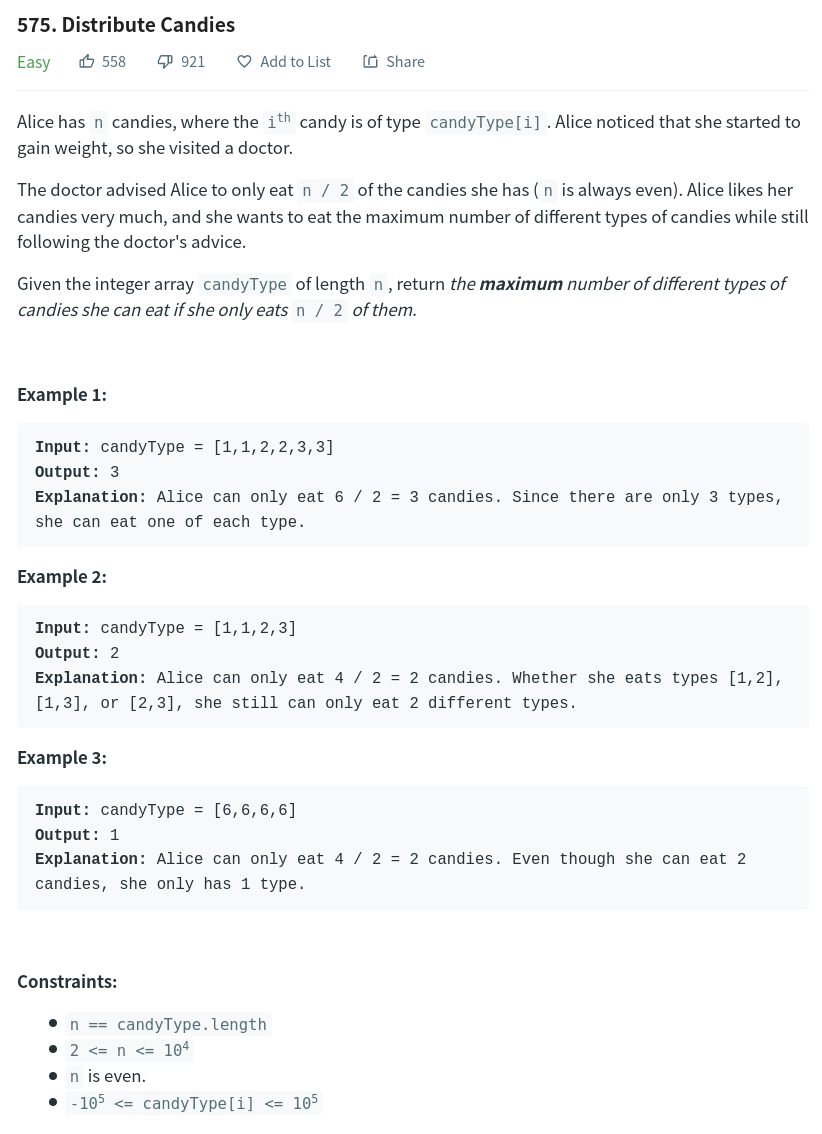 575. Distribute Candies
Easy 558 921 Add to List Share
Alice has n candies, where the iᵗʰ candy is of type candyType[i] . Alice noticed that she started to
gain weight, so she visited a doctor.
The doctor advised Alice to only eat n / 2 of the candies she has ( n is always even). Alice likes her
candies very much, and she wants to eat the maximum number of different types of candies while still
following the doctor's advice.
Given the integer array candyType of length n , return the maximum number of different types of
candies she can eat if she only eats n / 2 of them.
Example 1:
Input: candyType = [1,1,2,2,3,3]
Output: 3
Explanation: Alice can only eat 6 / 2 = 3 candies. Since there are only 3 types,
she can eat one of each type.
Example 2:
Input: candyType = [1,1,2,3]
Output: 2
Explanation: Alice can only eat 4 / 2 = 2 candies. Whether she eats types [1,2],
[1,3], or [2,3], she still can only eat 2 different types.
Example 3:
Input: candyType = [6,6,6,6]
Output: 1
Explanation: Alice can only eat 4 / 2 = 2 candies. Even though she can eat 2
candies, she only has 1 type.
Constraints:
• n == candyType.length
• 2 <= n <= 10⁴
• n is even.
• -10⁵ <= candyType[i] <= 10⁵